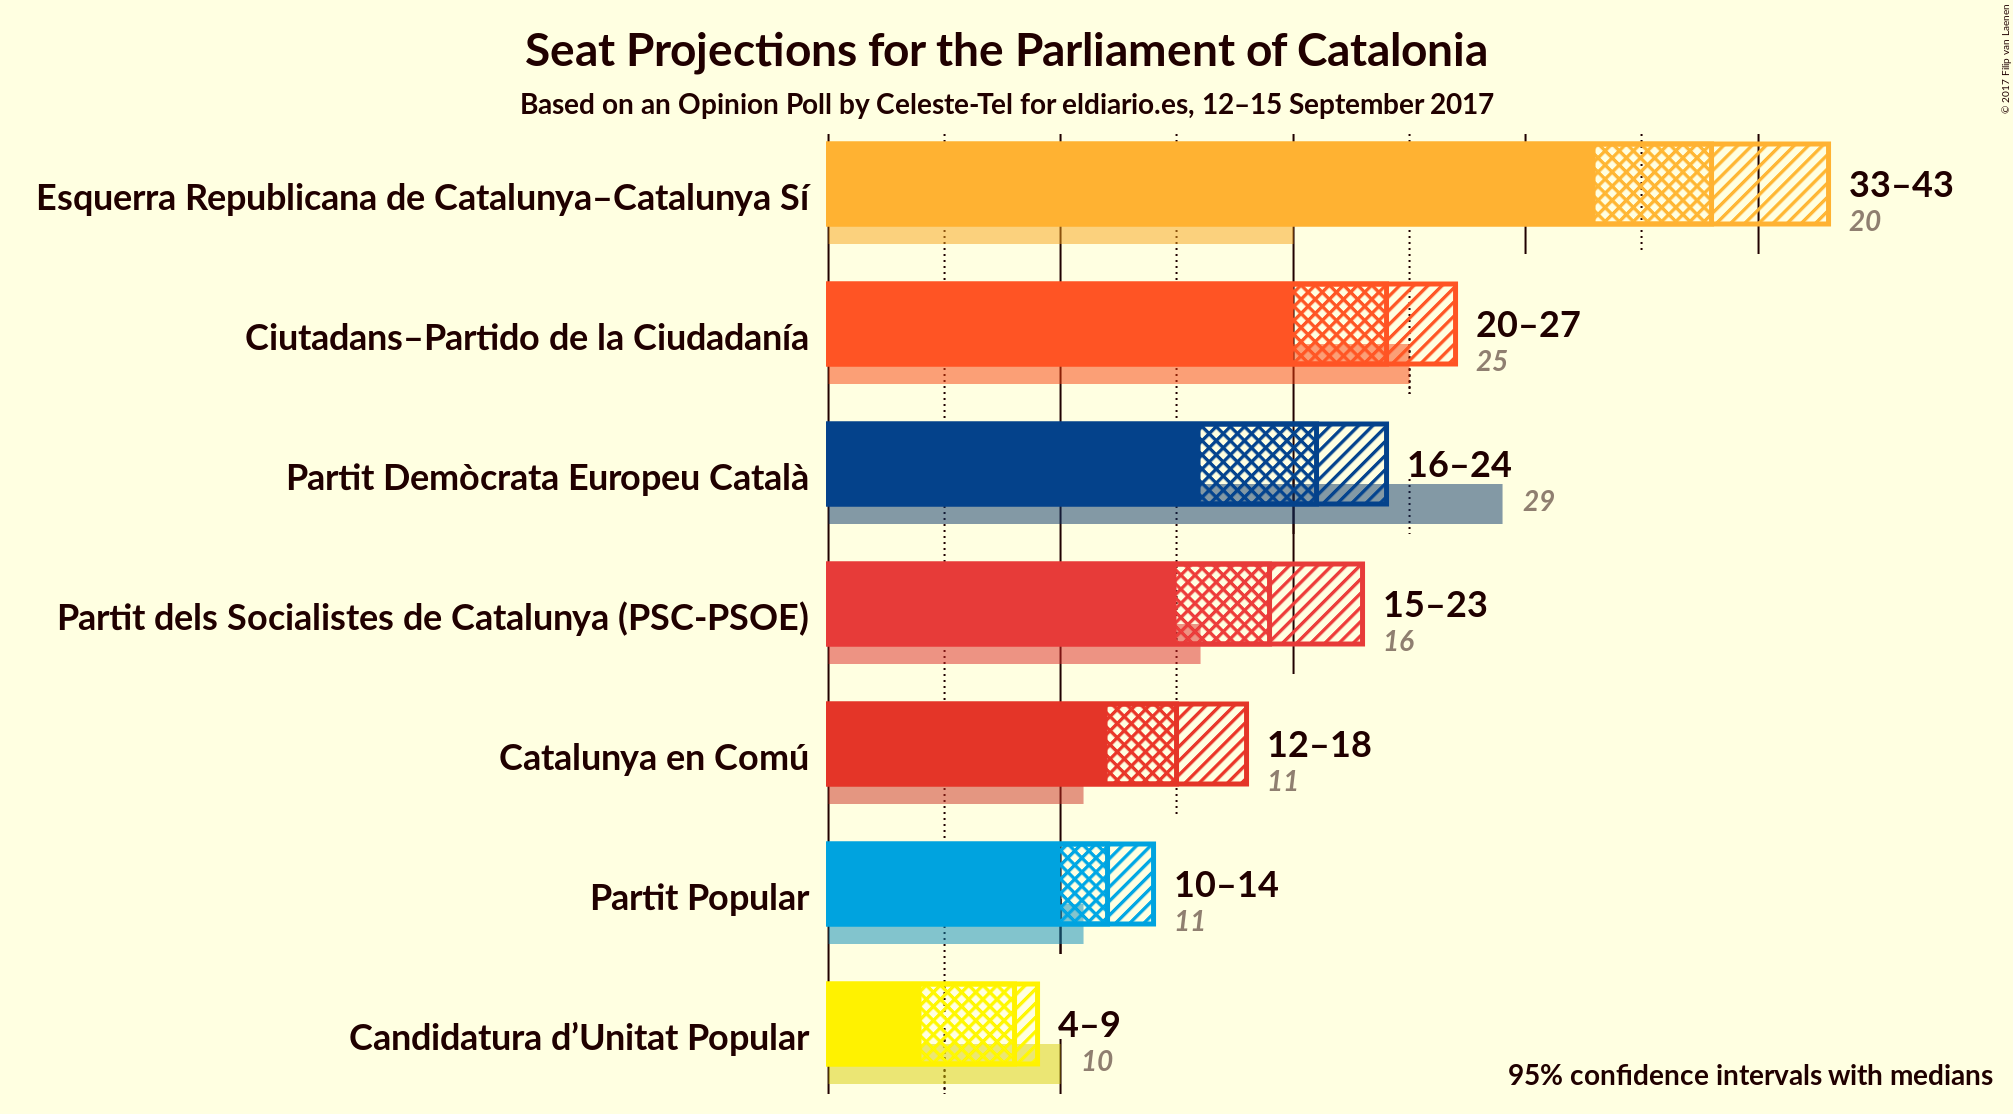 Seat Projections for the Parliament of Catalonia
Based on an Opinion Poll by Celeste-Tel for eldiario.es, 12–15 September 2017
© 2017 Filip van Laenen
Esquerra Republicana de Catalunya–Catalunya Sí
33–43
20
Ciutadans–Partido de la Ciudadanía
20–27
25
Partit Demòcrata Europeu Català
16–24
29
Partit dels Socialistes de Catalunya (PSC-PSOE)
15–23
16
Catalunya en Comú
12–18
11
Partit Popular
10–14
11
Candidatura d’Unitat Popular
4–9
10
95% confidence intervals with medians